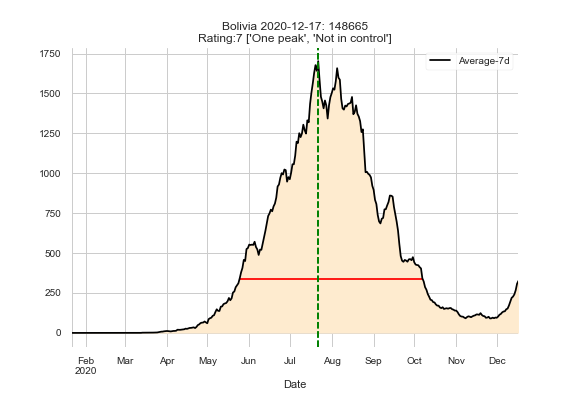 Bolivia 2020-12-17: 148665
Rating:7 ['One peak', 'Not in control']
Average-7d
1750
1500
1250
1000
750
500
250
0
Feb Mar Apr May Jun Jul Aug Sep Oct Nov Dec
2020
Date